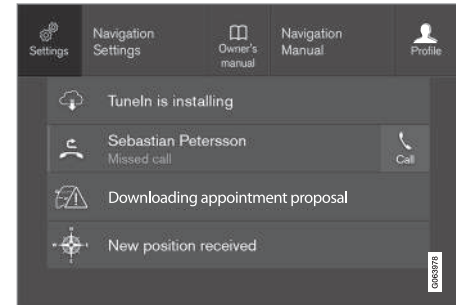 Settings
Navigation
Settings
Owner's
manual
Navigation
Manual
Profile
TuneIn is installing
Sebastian Petersson
Missed call
Call
Downloading appointment proposal
New position received
G063978